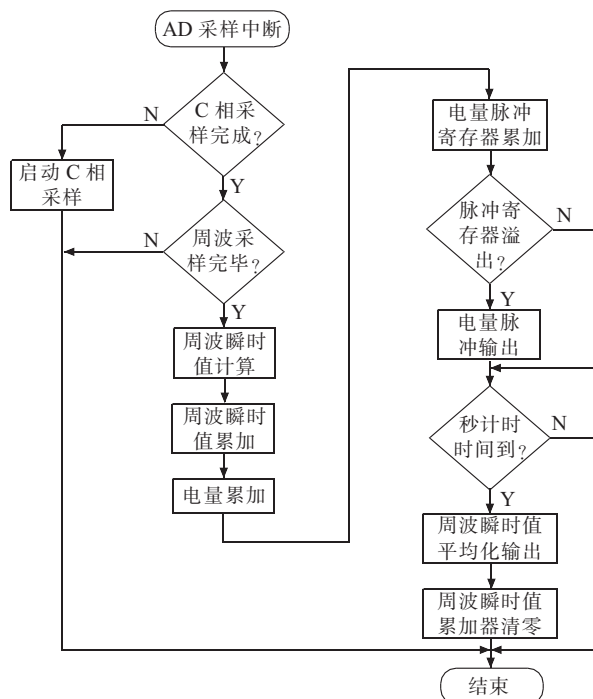 AD 采样中断
C 相采
样完成?
N
Y
启动 C 相
采样
周波采
样完毕?
N
Y
周波瞬时
值计算
周波瞬时
值累加
电量累加
电量脉冲
寄存器累加
脉冲寄
存器溢
出?
N
Y
电量脉
冲输出
秒计时
时间到?
N
Y
周波瞬时值
平均化输出
周波瞬时值
累加器清零
结束